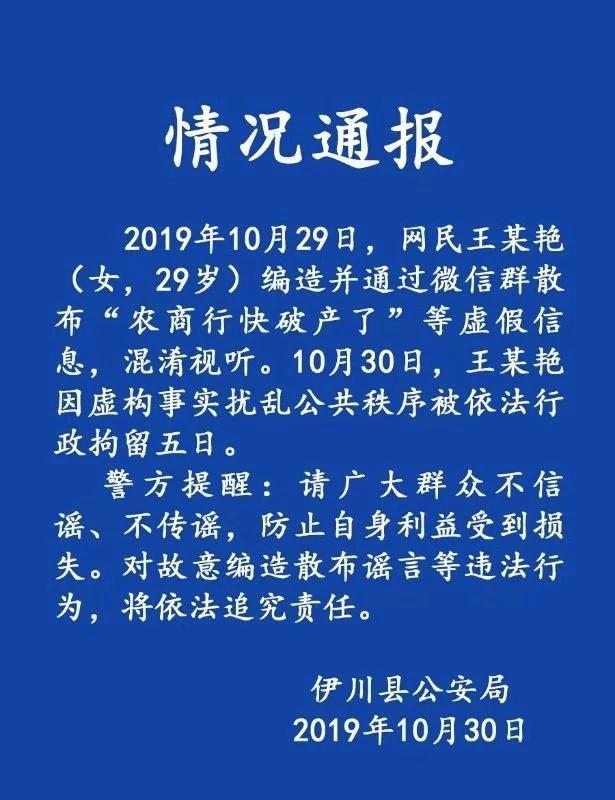 情况通报
2019年10月29日，网民王某艳
（女，29岁）编造并通过微信群散
布“农商行快破产了”等虚假信
息，混淆视听。10月30日，王某艳
因虚构事实扰乱公共秩序被依法行
政拘留五日。
警方提醒：请广大群众不信
谣、不传谣，防止自身利益受到损
失。对故意编造散布谣言等违法行
为，将依法追究责任。
伊川县公安局
2019年10月30日